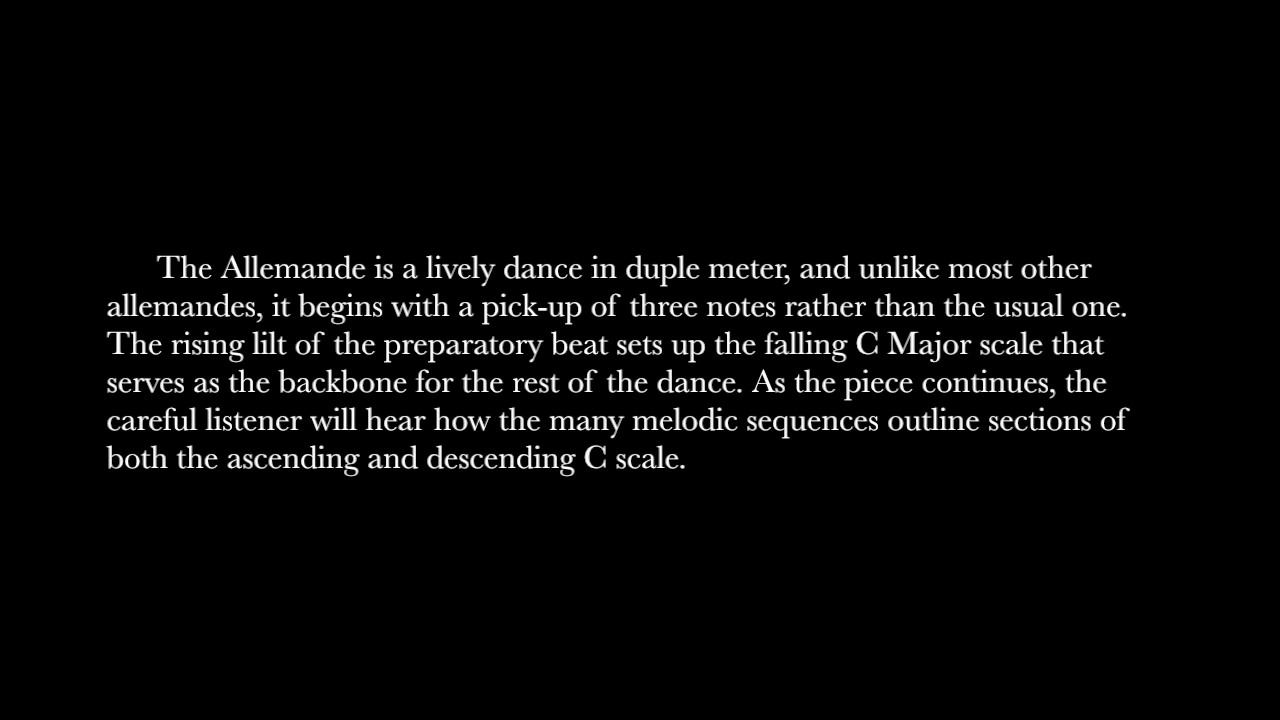 The Allemande is a lively dance in duple meter, and unlike most other
allemandes, it begins with a pick-up of three notes rather than the usual one.
The rising lilt of the preparatory beat sets up the falling C Major scale that
serves as the backbone for the rest of the dance. As the piece continues, the
careful listener will hear how the many melodic sequences outline sections of
both the ascending and descending C scale.